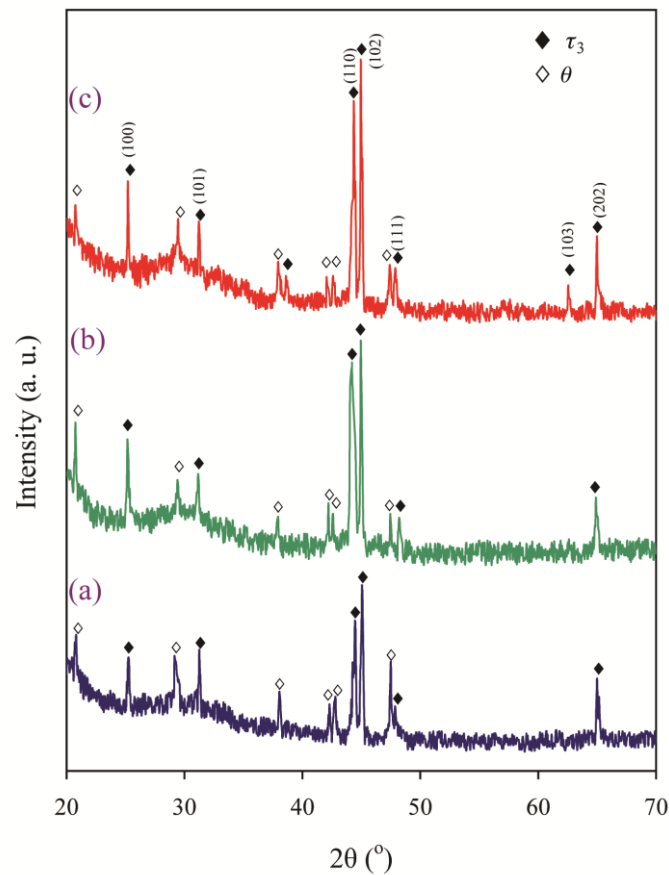 τ3
θ
(c)
(100)
(101)
(110)
(102)
(111)
(103)
(202)
(b)
(a)
Intensity (a. u.)
20 30 40 50 60 70
2θ (°)